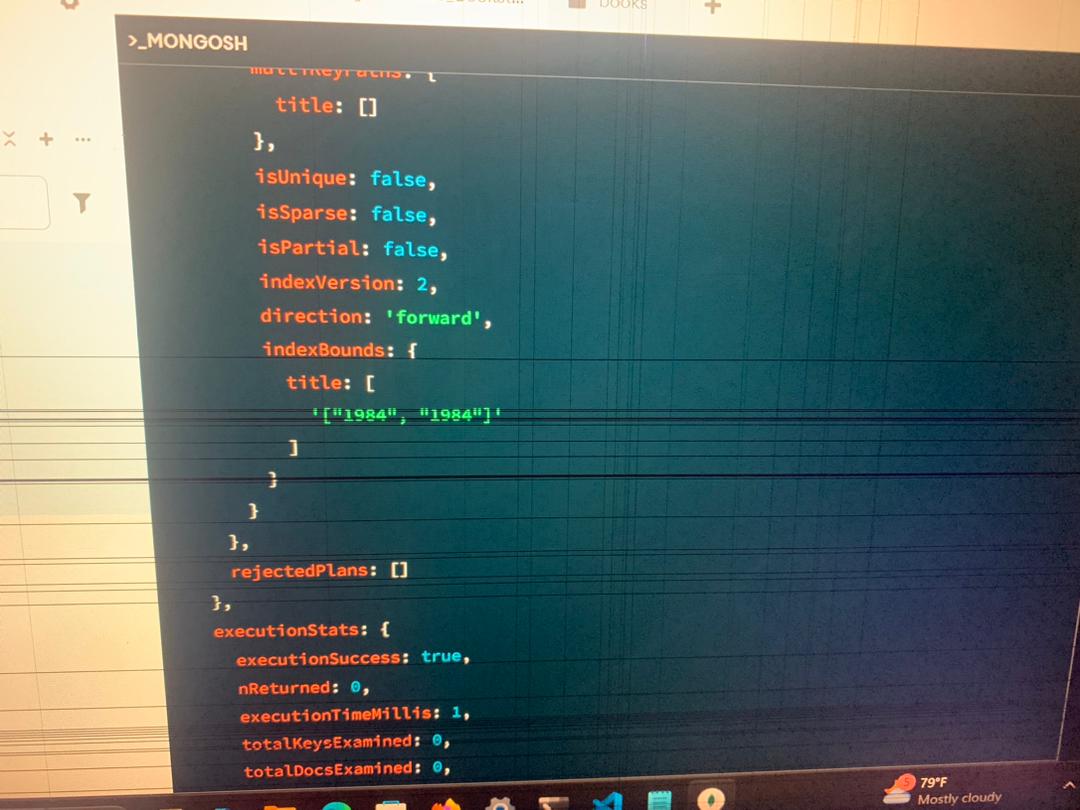 books
>_MONGOSH
multiKeyPaths: {
title: []
},
isUnique: false,
isSparse: false,
isPartial: false,
indexVersion: 2,
direction: 'forward',
indexBounds: {
title: [
'["1984", "1984"]'
]
}
}
},
rejectedPlans: []
},
executionStats: {
executionSuccess: true,
nReturned: 0,
executionTimeMillis: 1,
totalKeysExamined: 0,
totalDocsExamined: 0,
5
79°F
Mostly cloudy